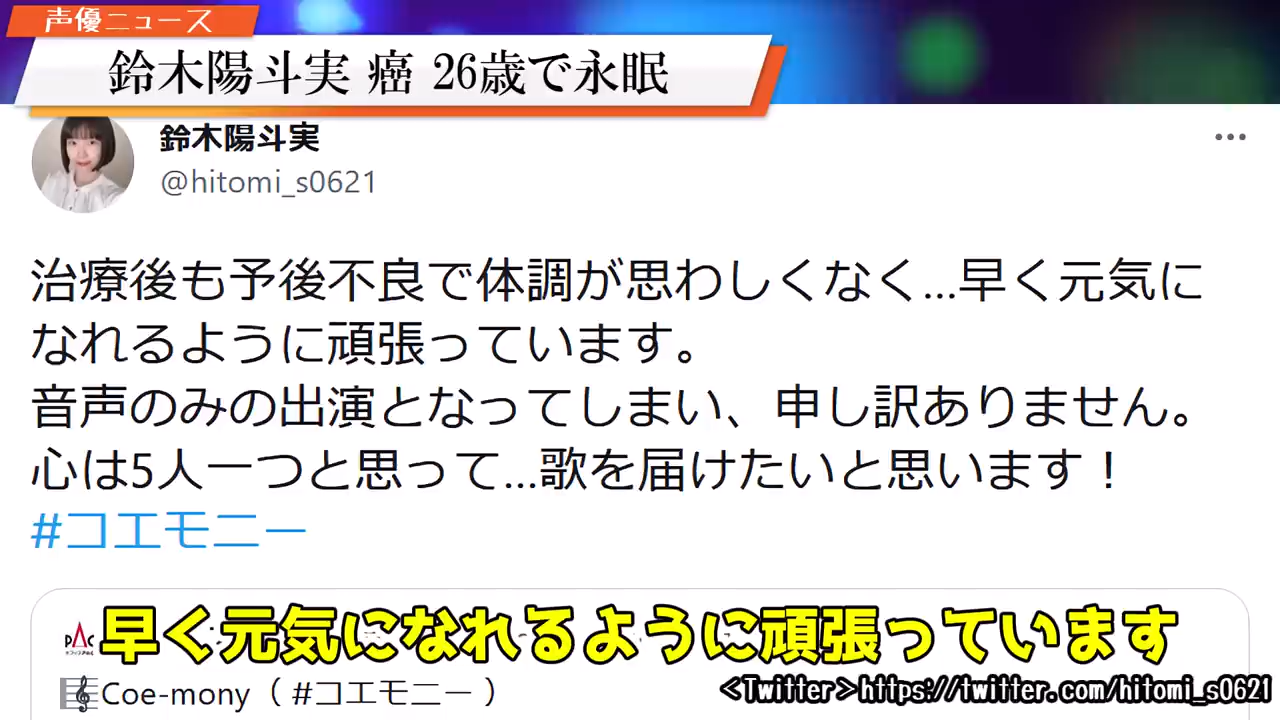 声優ニュース
鈴木陽斗実 癌 26歳で永眠
鈴木陽斗実
@hitomi_s0621
治療後も予後不良で体調が思わしくなく...早く元気に
なれるように頑張っています。
音声のみの出演となってしまい、申し訳ありません。
心は5人一つと思って...歌を届けたいと思います！
#コエモニー
PAC
早く元気になれるように頑張っています
Coe-mony（ #コエモニー ）
<Twitter>https://twitter.com/hitomi_s0621